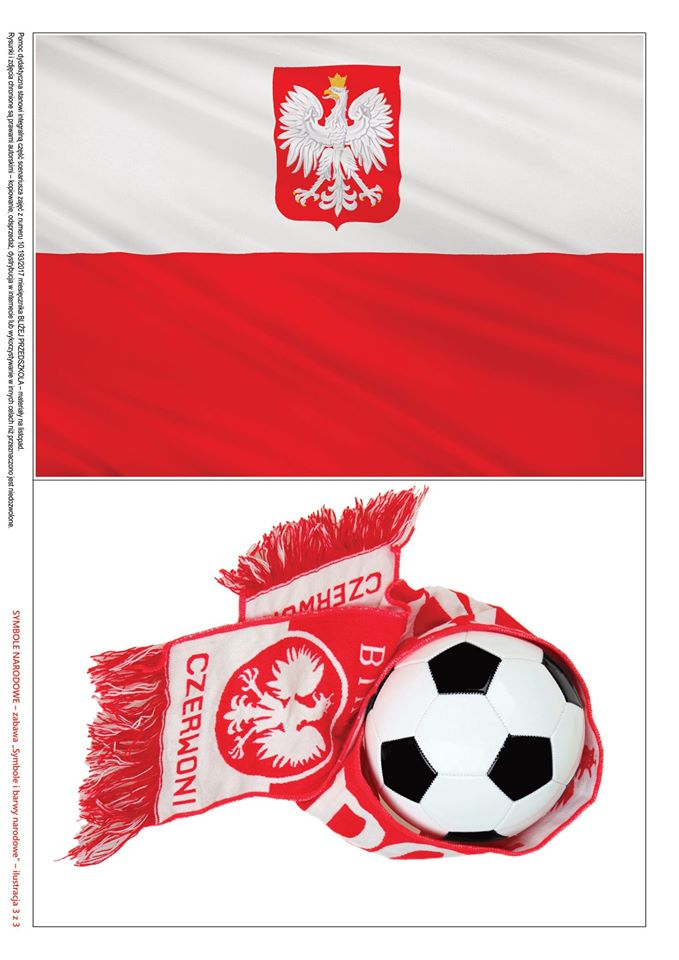 Pomoc dydaktyczna stanowi integralną część scenariusza zajęć z numeru 10.193/2017 miesięcznika BLIŻEJ PRZEDSZKOLA – materiały na listopad.
Rysunki i zdjęcia chronione są prawami autorskimi – kopiowanie, odsprzedaż, dystrybucja w internecie lub wykorzystywanie w innych celach niż przeznaczono jest niedozwolone.
SYMBOLE NARODOWE – zabawa „Symbole i barwy narodowe” – ilustracja 3 z 3
CZERWONI
CZERWONI